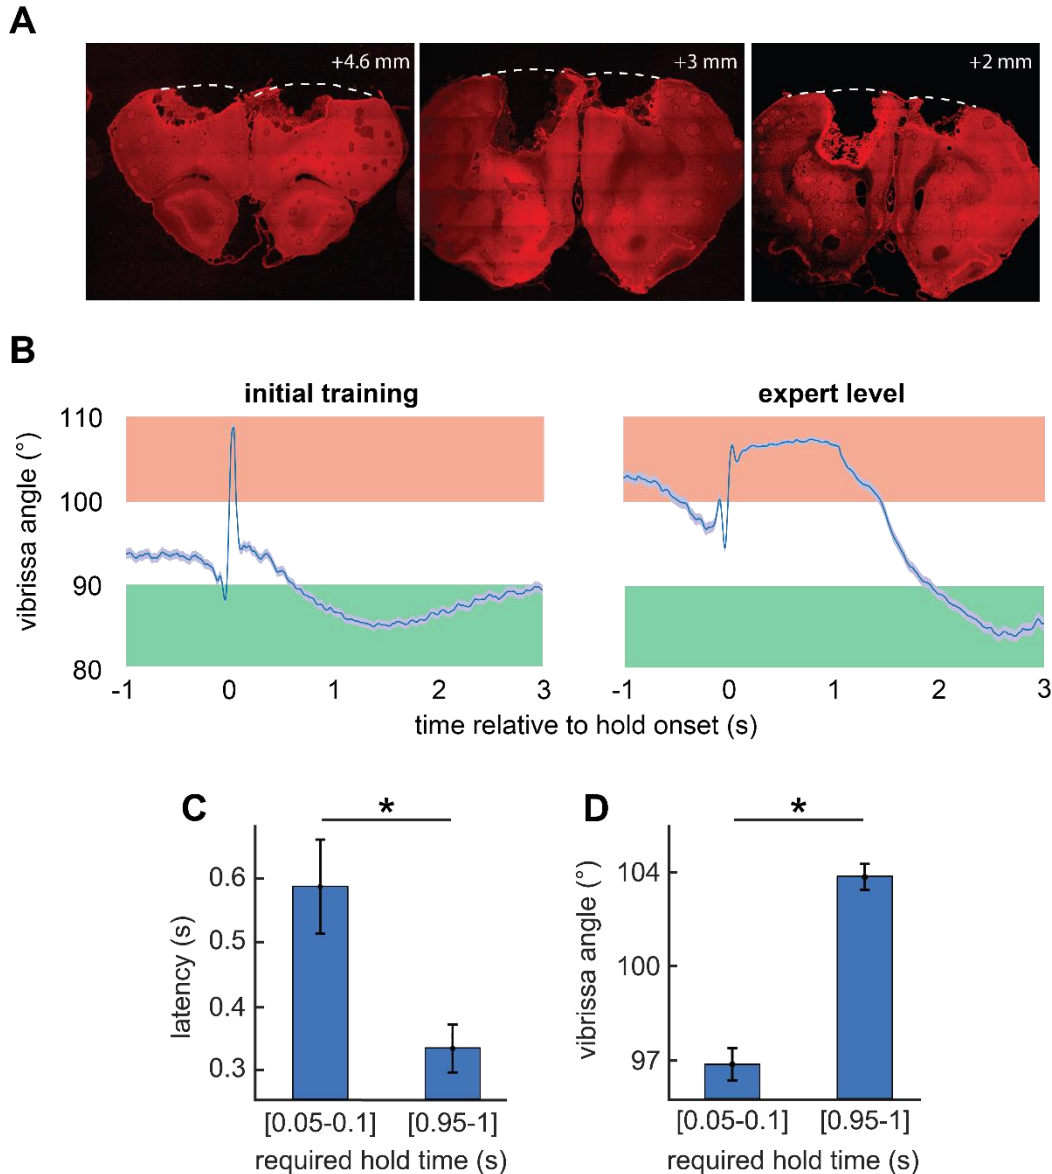 A
+4.6 mm
+3 mm
+2 mm
B
initial training
expert level
vibrissa angle (°)
110
100
90
80
-1
0
1
2
3
-1
0
1
2
3
time relative to hold onset (s)
C
*
latency (s)
0.6
0.5
0.4
0.3
[0.05-0.1]
[0.95-1]
required hold time (s)
D
*
vibrissa angle (°)
104
100
97
[0.05-0.1]
[0.95-1]
required hold time (s)